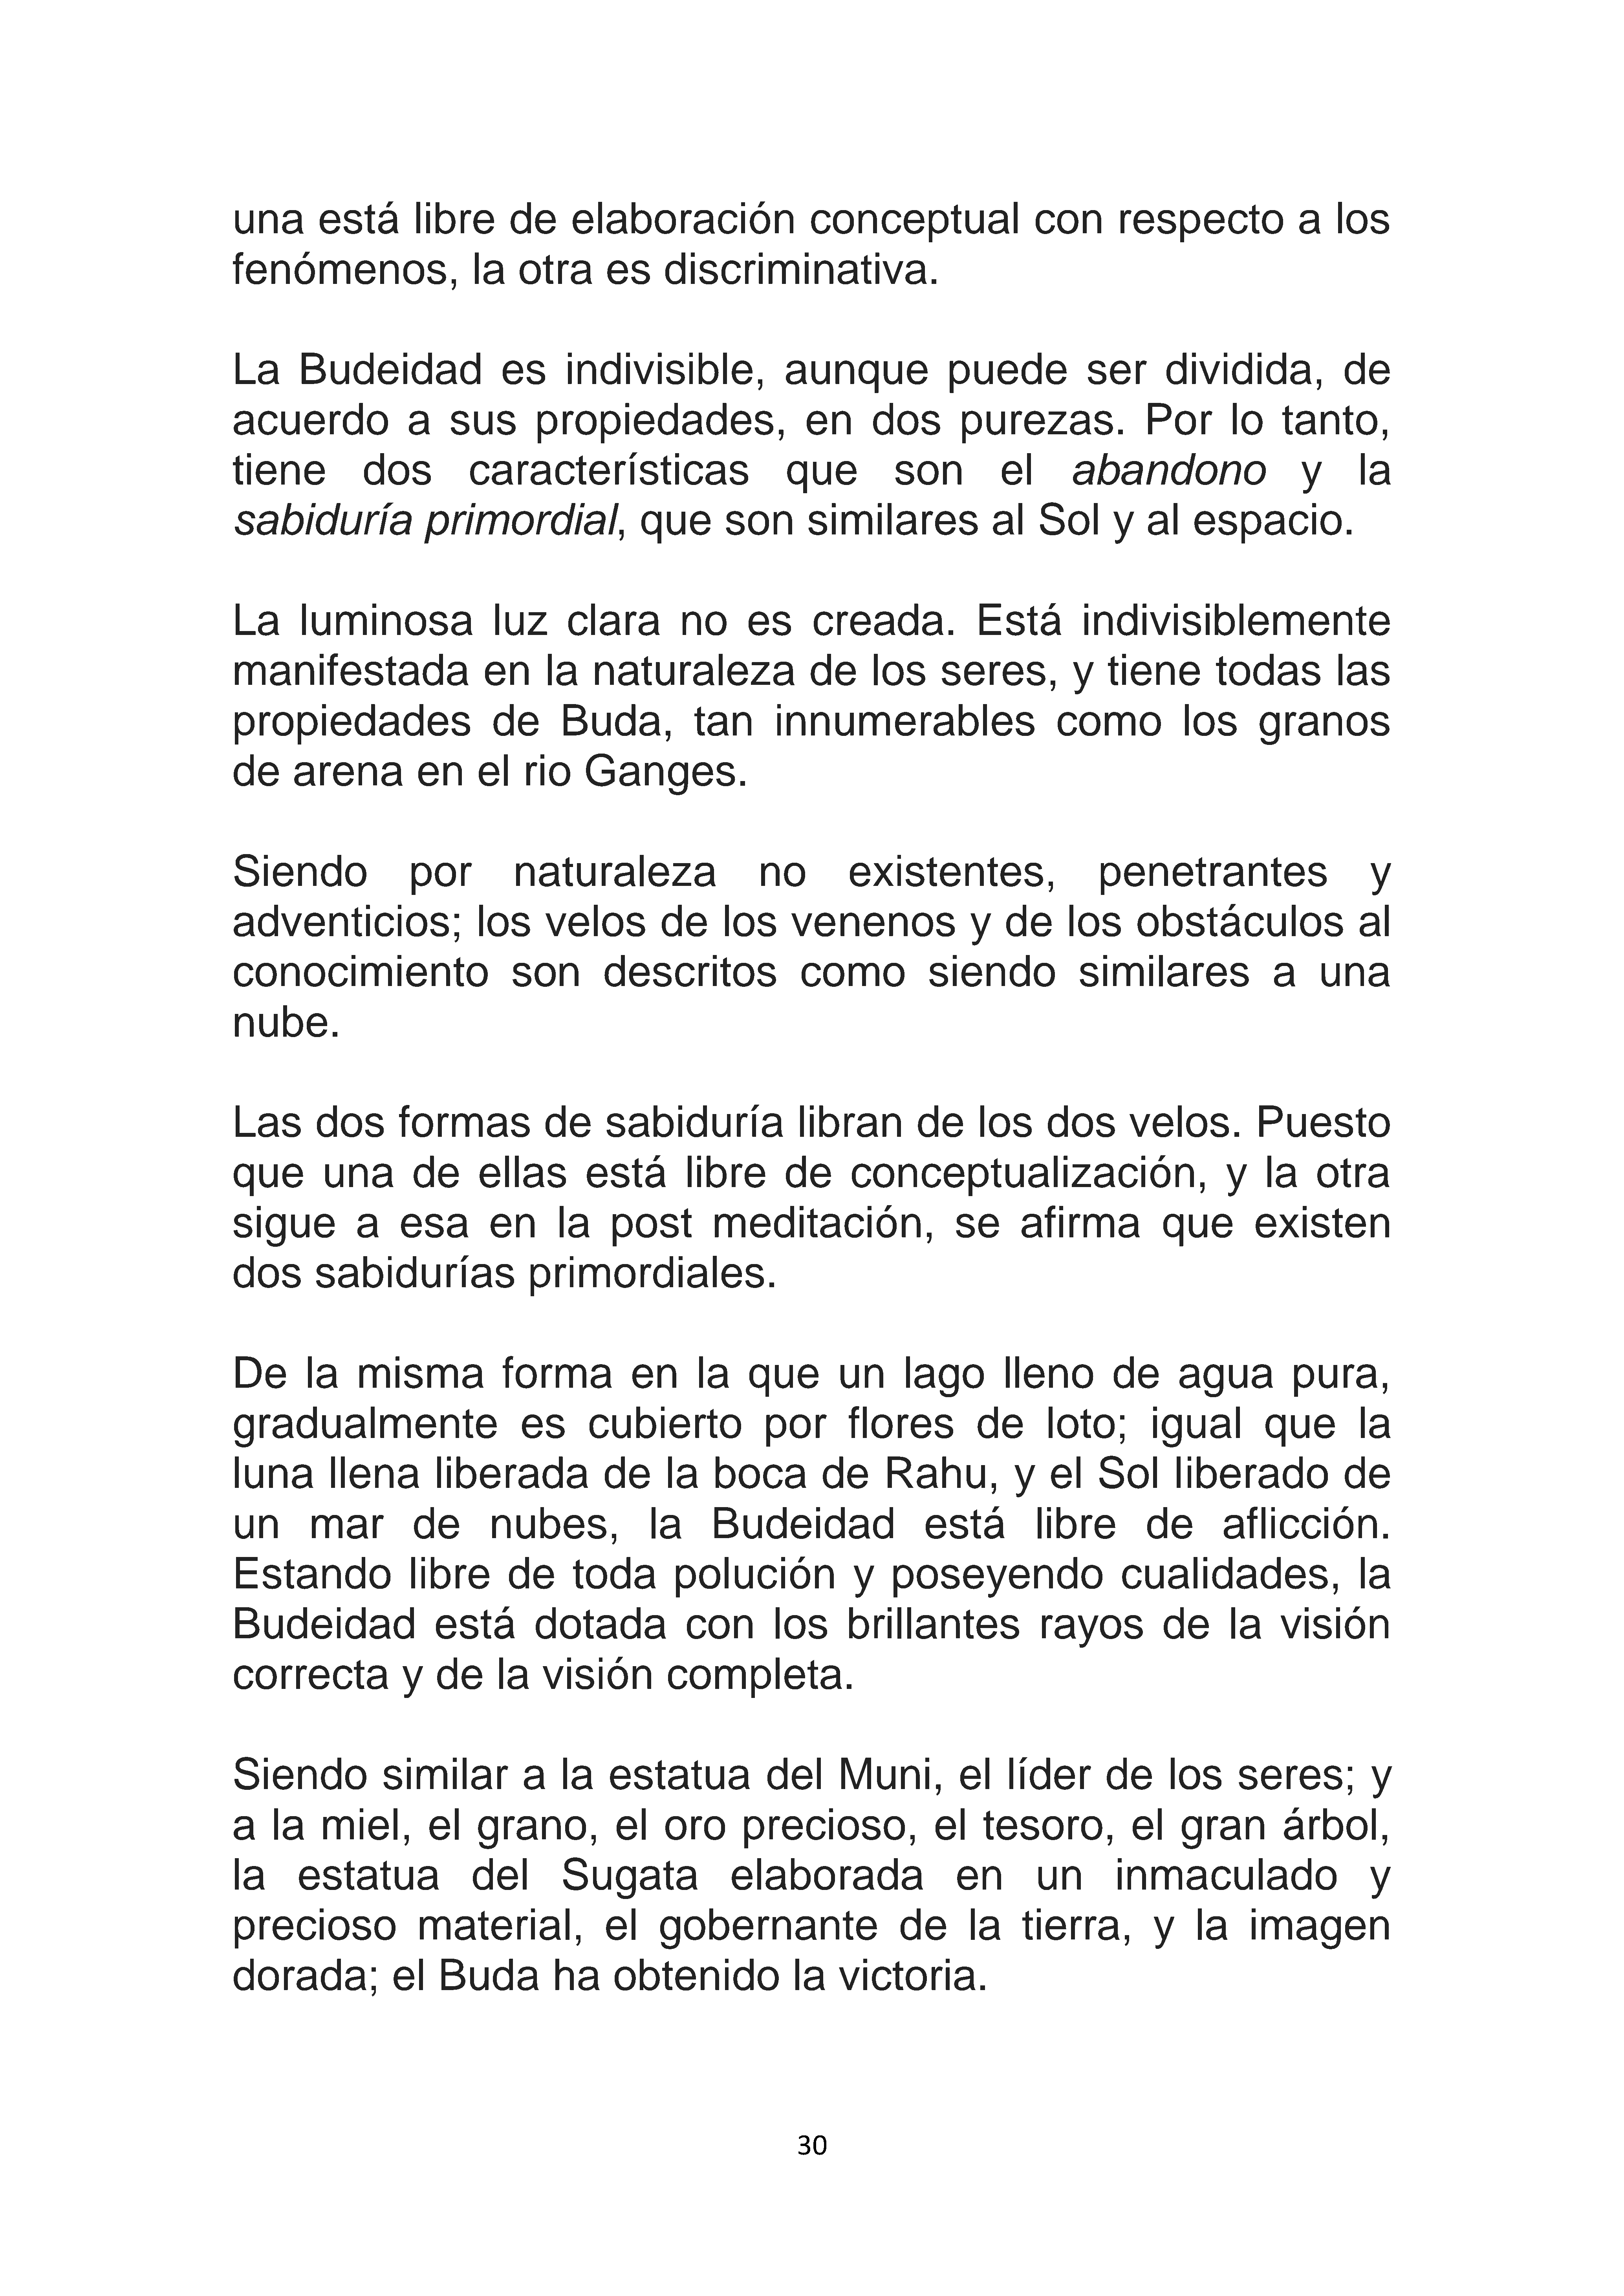 una está libre de elaboración conceptual con respecto a los
fenómenos, la otra es discriminativa.
La Budeidad es indivisible, aunque puede ser dividida, de
acuerdo a sus propiedades, en dos purezas. Por lo tanto,
tiene dos características que son el abandono y la
sabiduría primordial, que son similares al Sol y al espacio.
La luminosa luz clara no es creada. Está indivisiblemente
manifestada en la naturaleza de los seres, y tiene todas las
propiedades de Buda, tan innumerables como los granos
de arena en el rio Ganges.
Siendo por naturaleza no existentes, penetrantes y
adventicios; los velos de los venenos y de los obstáculos al
conocimiento son descritos como siendo similares a una
nube.
Las dos formas de sabiduría libran de los dos velos. Puesto
que una de ellas está libre de conceptualización, y la otra
sigue a esa en la post meditación, se afirma que existen
dos sabidurías primordiales.
De la misma forma en la que un lago lleno de agua pura,
gradualmente es cubierto por flores de loto; igual que la
luna llena liberada de la boca de Rahu, y el Sol liberado de
un mar de nubes, la Budeidad está libre de aflicción.
Estando libre de toda polución y poseyendo cualidades, la
Budeidad está dotada con los brillantes rayos de la visión
correcta y de la visión completa.
Siendo similar a la estatua del Muni, el líder de los seres; y
a la miel, el grano, el oro precioso, el tesoro, el gran árbol,
la estatua del Sugata elaborada en un inmaculado y
precioso material, el gobernante de la tierra, y la imagen
dorada; el Buda ha obtenido la victoria.
30